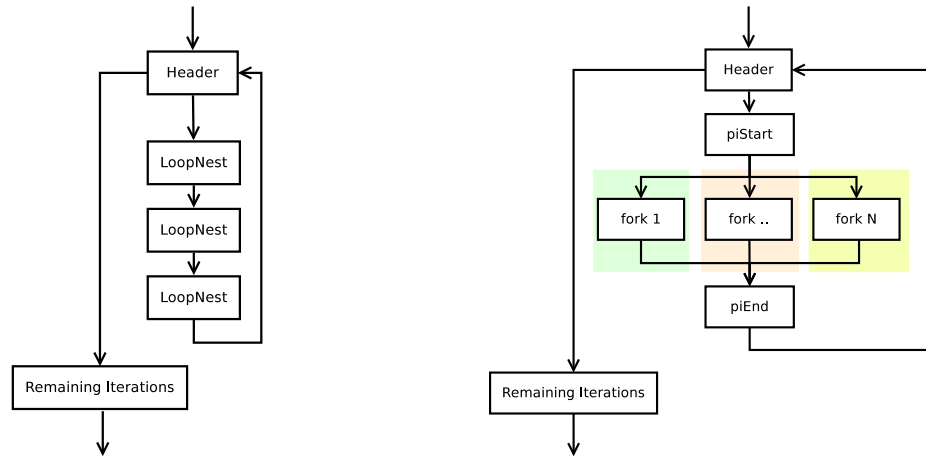 Header
LoopNest
LoopNest
LoopNest
Remaining Iterations
Header
piStart
fork 1
fork ..
fork N
piEnd
Remaining Iterations